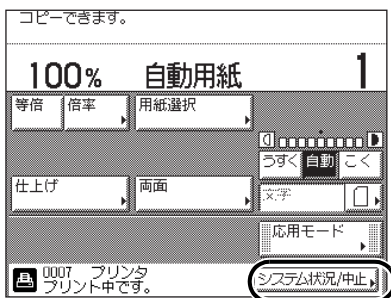 コピーできます。
100% 自動用紙 1
等倍 倍率 用紙選択
うすく 自動 こく
仕上げ 両面 文字
応用モード
0007 プリンタ
プリント中です。
システム状況/中止